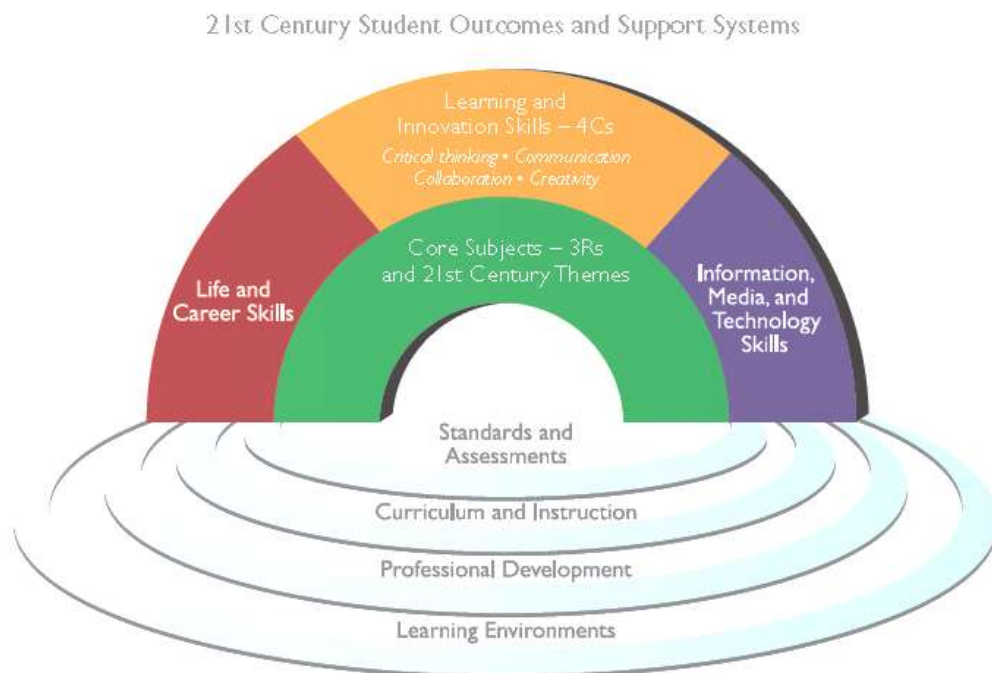 21st Century Student Outcomes and Support Systems
Learning and
Innovation Skills – 4Cs
Critical thinking • Communication
Collaboration • Creativity
Core Subjects – 3Rs
and 21st Century Themes
Life and
Career Skills
Information,
Media, and
Technology
Skills
Standards and
Assessments
Curriculum and Instruction
Professional Development
Learning Environments